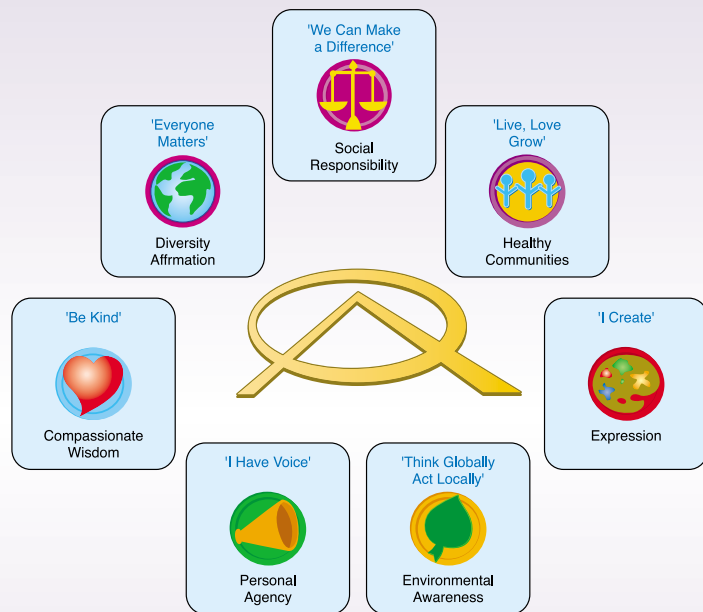 'We Can Make
a Difference'
Social
Responsibility
'Everyone
Matters'
Diversity
Affrmation
'Live, Love
Grow'
Healthy
Communities
'Be Kind'
Compassionate
Wisdom
'I Create'
Expression
'I Have Voice'
Personal
Agency
'Think Globally
Act Locally'
Environmental
Awareness